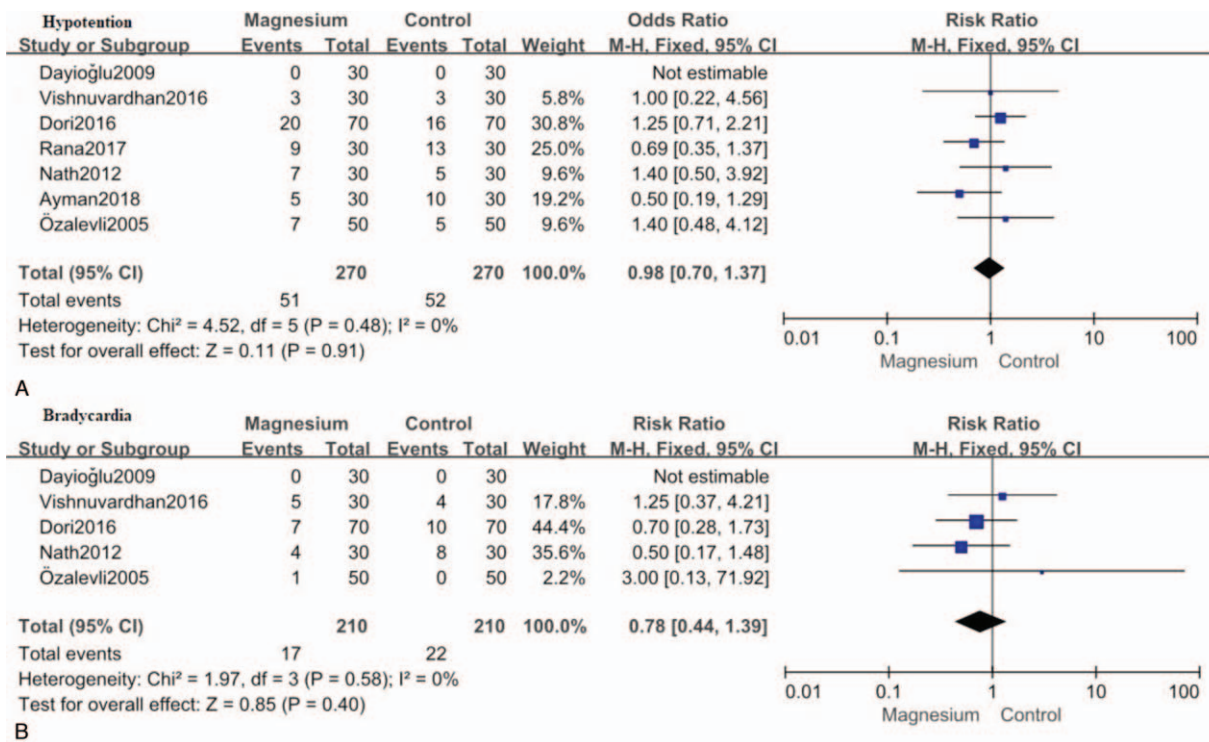 Hypotention Magnesium Control Odds Ratio Risk Ratio
Study or Subgroup Events Total Events Total Weight M-H, Fixed, 95% CI M-H, Fixed, 95% CI
Dayioğlu2009 0 30 0 30 Not estimable
Vishnuvardhan2016 3 30 3 30 5.8% 1.00 [0.22, 4.56]
Dori2016 20 70 16 70 30.8% 1.25 [0.71, 2.21]
Rana2017 9 30 13 30 25.0% 0.69 [0.35, 1.37]
Nath2012 7 30 5 30 9.6% 1.40 [0.50, 3.92]
Ayman2018 5 30 10 30 19.2% 0.50 [0.19, 1.29]
Özalevli2005 7 50 5 50 9.6% 1.40 [0.48, 4.12]
Total (95% CI) 270 270 100.0% 0.98 [0.70, 1.37]
Total events 51 52
Heterogeneity: Chi² = 4.52, df = 5 (P = 0.48); I² = 0%
Test for overall effect: Z = 0.11 (P = 0.91)
0.01 0.1 1 10 100
Magnesium Control
A
Bradycardia Magnesium Control Risk Ratio Risk Ratio
Study or Subgroup Events Total Events Total Weight M-H, Fixed, 95% CI M-H, Fixed, 95% CI
Dayioğlu2009 0 30 0 30 Not estimable
Vishnuvardhan2016 5 30 4 30 17.8% 1.25 [0.37, 4.21]
Dori2016 7 70 10 70 44.4% 0.70 [0.28, 1.73]
Nath2012 4 30 8 30 35.6% 0.50 [0.17, 1.48]
Özalevli2005 1 50 0 50 2.2% 3.00 [0.13, 71.92]
Total (95% CI) 210 210 100.0% 0.78 [0.44, 1.39]
Total events 17 22
Heterogeneity: Chi² = 1.97, df = 3 (P = 0.58); I² = 0%
Test for overall effect: Z = 0.85 (P = 0.40)
0.01 0.1 1 10 100
Magnesium Control
B